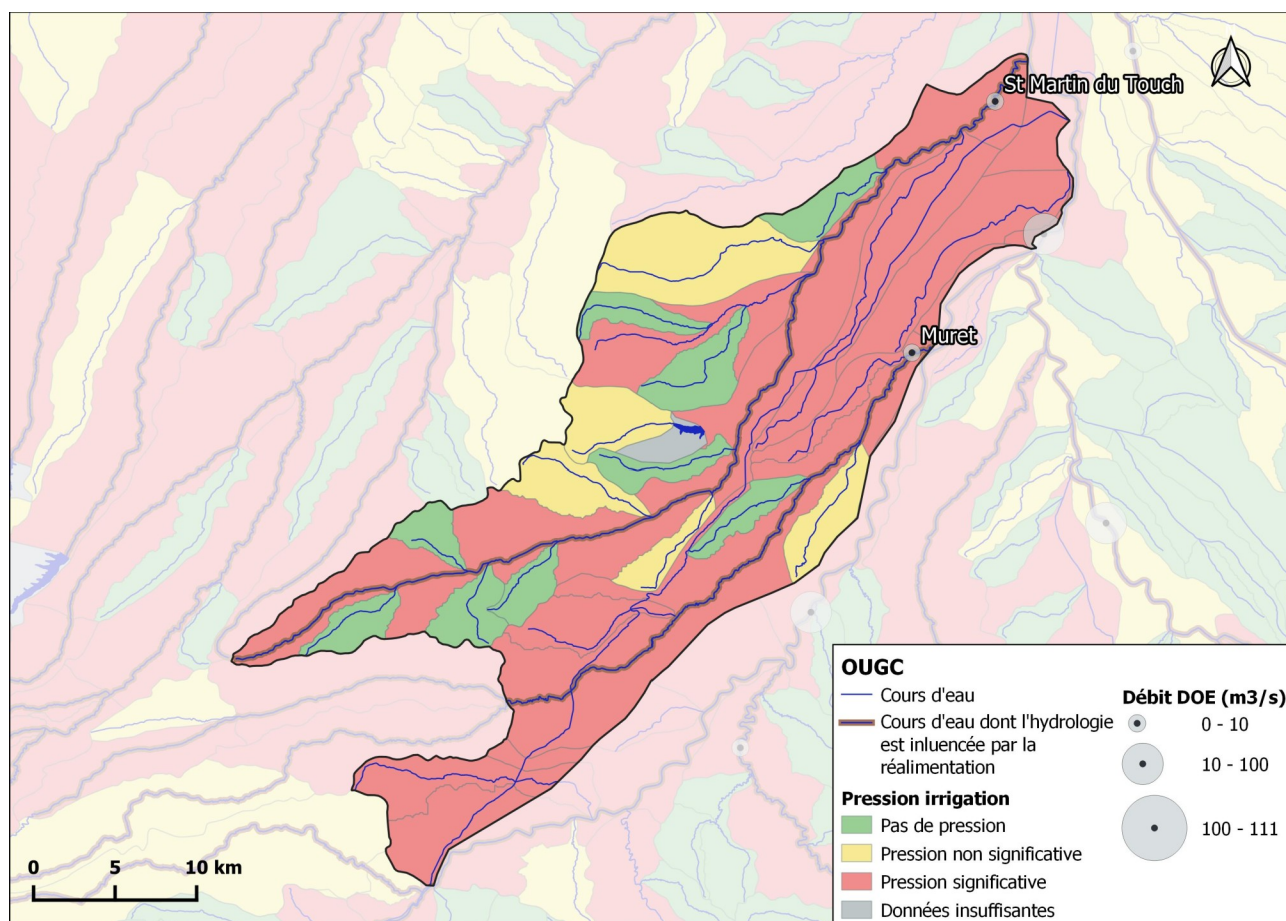 St Martin du Touch
Muret
0 5 10 km
OUGC
Cours d'eau
Cours d'eau dont l'hydrologie
est inluencée par la
réalimentation
Pression irrigation
Pas de pression
Pression non significative
Pression significative
Données insuffisantes
Débit DOE (m3/s)
0 - 10
10 - 100
100 - 111